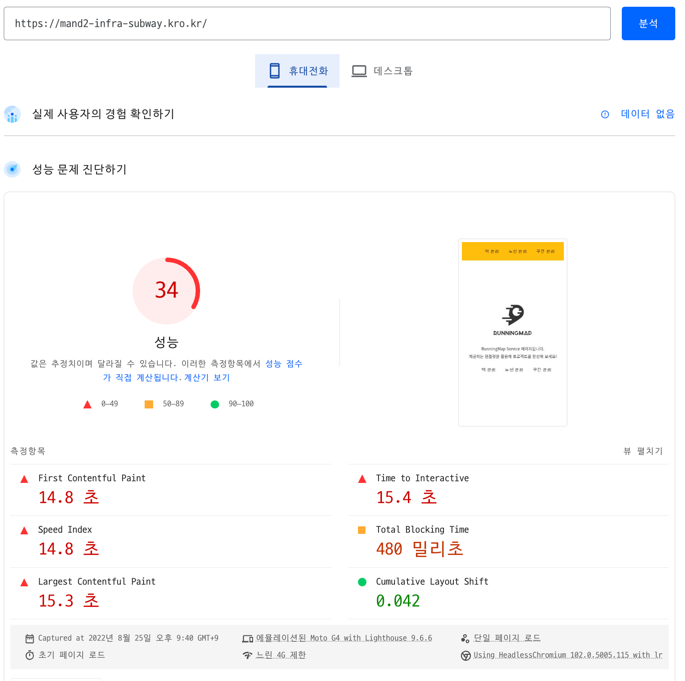 https://mand2-infra-subway.kro.kr/
분석
휴대전화
데스크톱
실제 사용자의 경험 확인하기
데이터 없음
성능 문제 진단하기
34
성능
값은 추정치이며 달라질 수 있습니다. 이러한 측정항목에서 성능 점수
가 직접 계산됩니다.계산기 보기
0–49
50–89
90–100
역 관리
노선 관리
구간 관리
RUNNINGMAP
RunningMap Service 페이지입니다.
역 관리
노선 관리
구간 관리
측정항목
뷰 펼치기
First Contentful Paint
14.8 초
Time to Interactive
15.4 초
Speed Index
14.8 초
Total Blocking Time
480 밀리초
Largest Contentful Paint
15.3 초
Cumulative Layout Shift
0.042
Captured at 2022년 8월 25일 오후 9:40 GMT+9
에뮬레이션된 Moto G4 with Lighthouse 9.6.6
단일 페이지 로드
초기 페이지 로드
느린 4G 제한
Using HeadlessChromium 102.0.5005.115 with lr